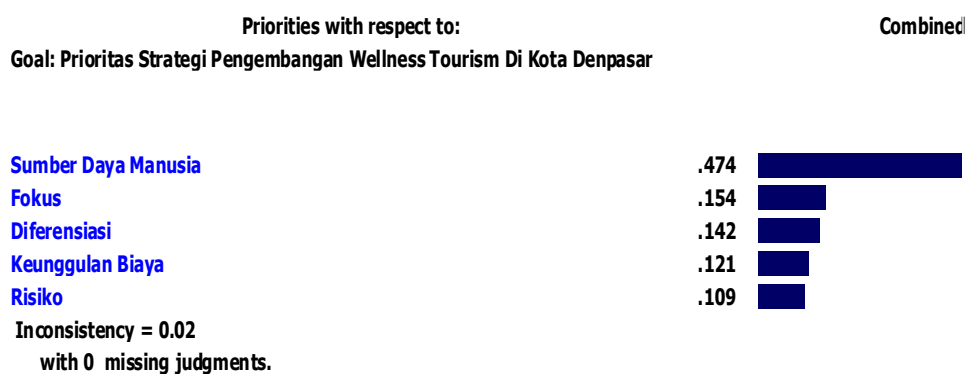 Priorities with respect to: Combined
Goal: Prioritas Strategi Pengembangan Wellness Tourism Di Kota Denpasar
Sumber Daya Manusia .474
Fokus .154
Diferensiasi .142
Keunggulan Biaya .121
Risiko .109
Inconsistency = 0.02
with 0 missing judgments.